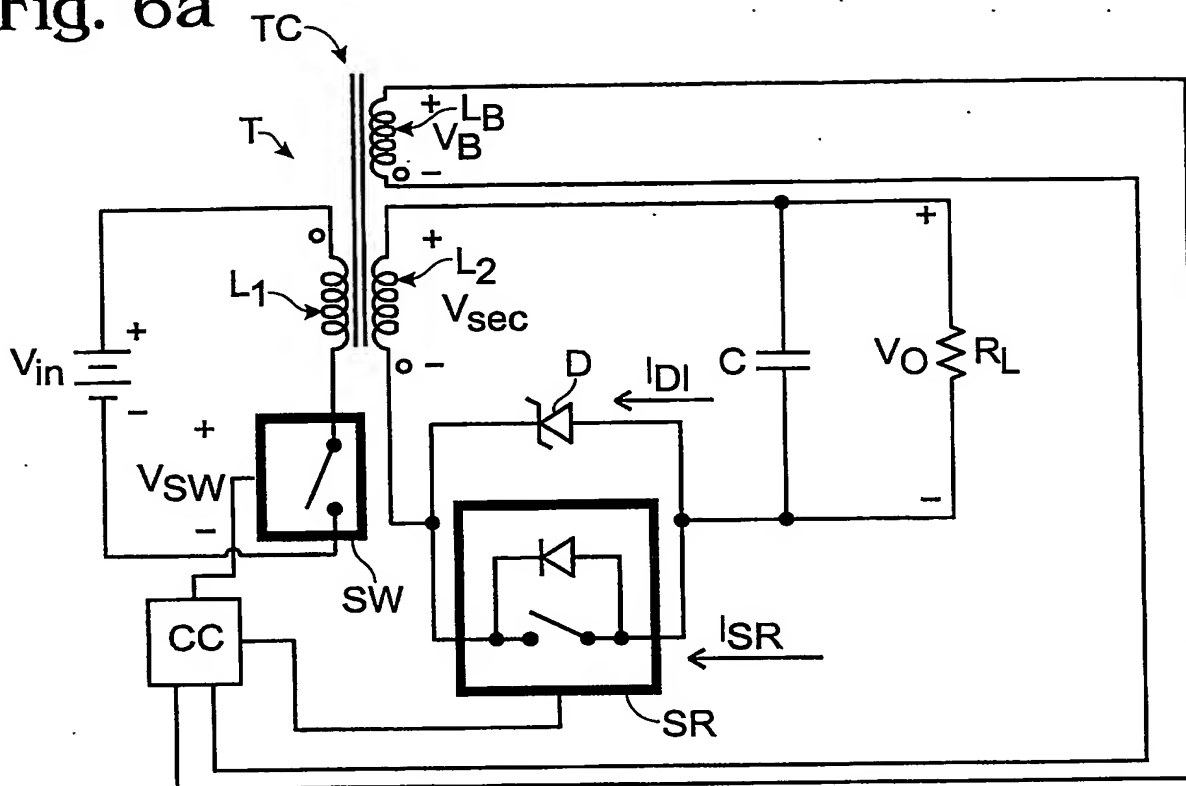 Fig. 6a
TC
+
LB
VB
T
−
+
+
L2
L1
Vsec
+
Vin
−
−
D
IDI
C
VO
RL
+
VSW
−
−
SW
CC
ISR
SR